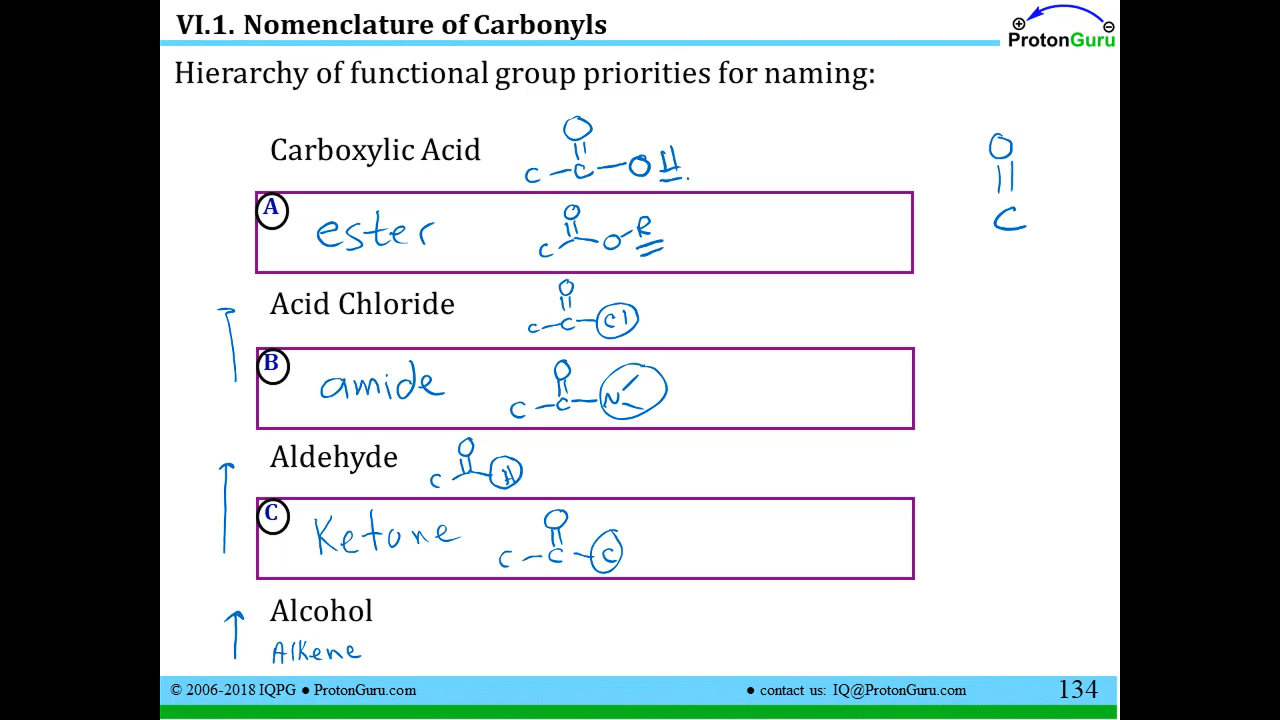 VI.1. Nomenclature of Carbonyls
⊕ ⊖
ProtonGuru
Hierarchy of functional group priorities for naming:
O
Carboxylic Acid C C O H
O
C
A
ester O C O R
Acid Chloride O C C Cl
B
amide O C C N
Aldehyde O C H
C
Ketone O C C C
Alcohol
Alkene
© 2006-2018 IQPG ● ProtonGuru.com ● contact us: IQ@ProtonGuru.com 134